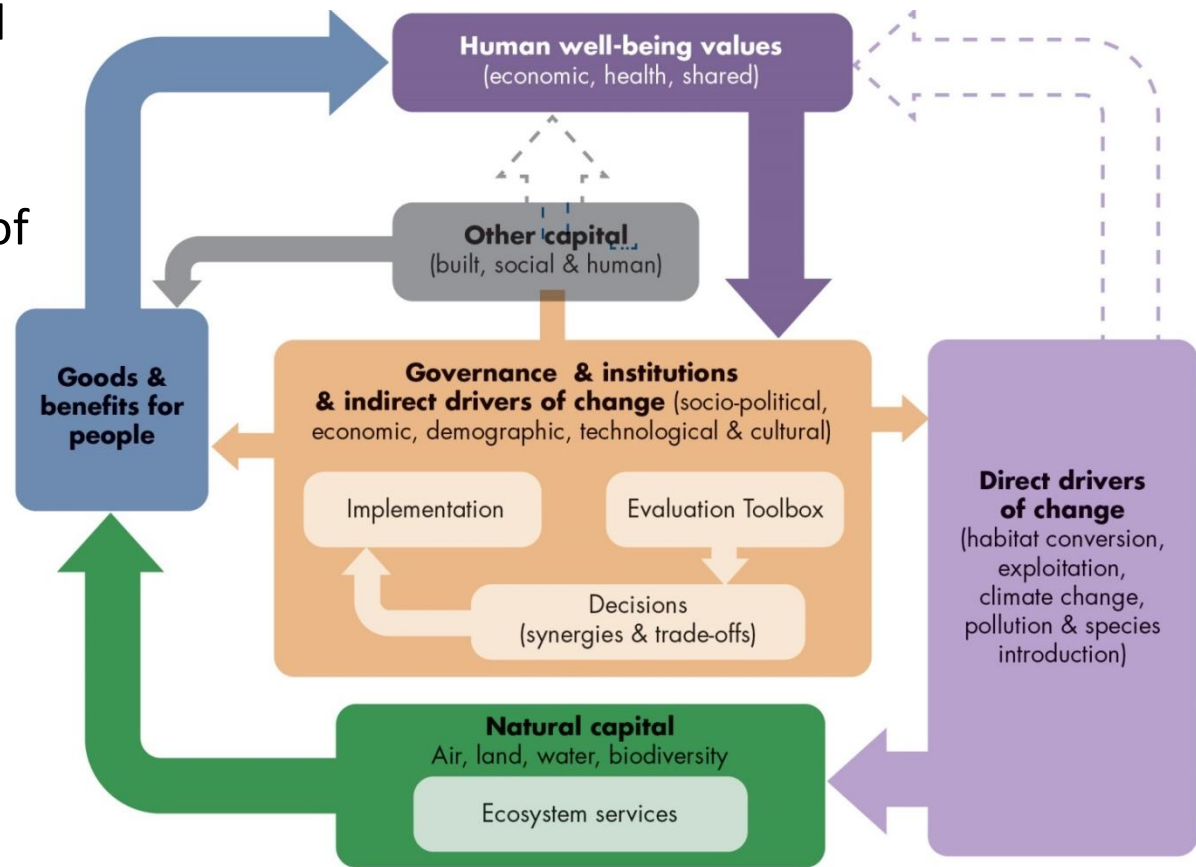 of
Human well-being values
(economic, health, shared)
Other capital
(built, social & human)
Goods &
benefits for
people
Governance & institutions
& indirect drivers of change (socio-political,
economic, demographic, technological & cultural)
Implementation
Evaluation Toolbox
Decisions
(synergies & trade-offs)
Direct drivers
of change
(habitat conversion,
exploitation,
climate change,
pollution & species
introduction)
Natural capital
Air, land, water, biodiversity
Ecosystem services